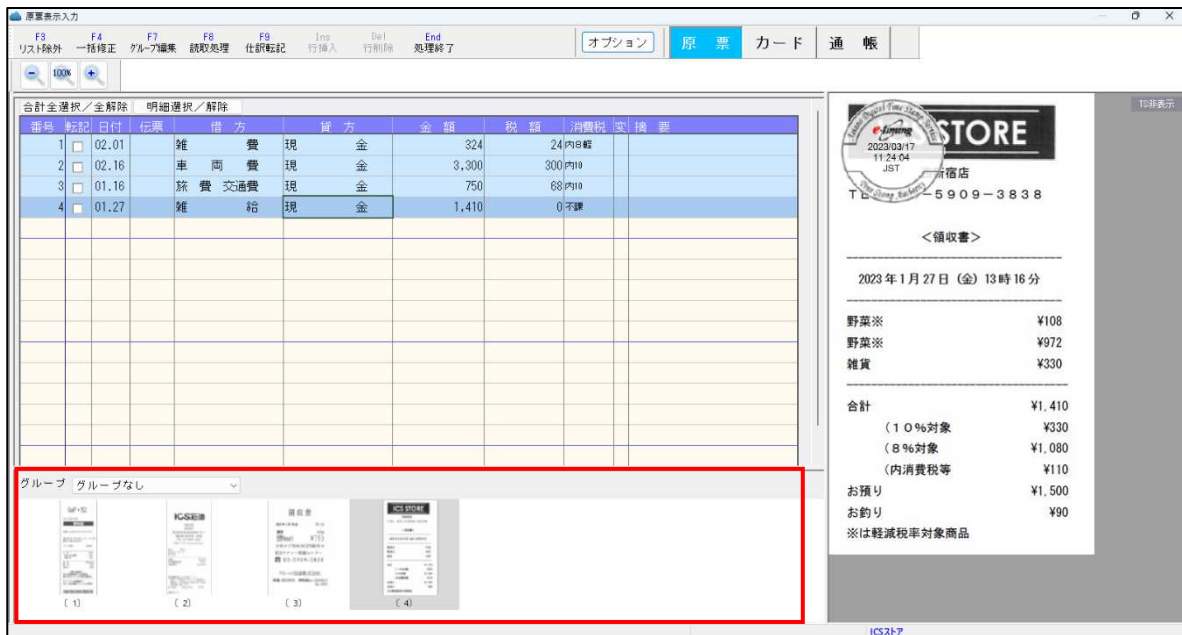 原票表示入力
F3 F4 F7 F8 F9 Ins Del End
リスト除外 一括修正 グループ編集 読取処理 仕訳転記 行挿入 行削除 処理終了
オプション 原 票 カード 通 帳
100%
合計全選択／全解除 明細選択／解除
番号 転記 日付 伝票 借 方 貸 方 金 額 税 額 消費税 変 摘 要
1 02.01 雑 費 現 金 324 24 内8軽
2 02.16 車 両 費 現 金 3,300 300 内10
3 01.16 旅 費 交通費 現 金 750 68 内10
4 01.27 雑 給 現 金 1,410 0 不課
グループ グループなし
ICS石油
領収書
ICS STORE
( 1) ( 2) ( 3) ( 4)
TS非表示
STORE
e-timing
2023/03/17
11:24:04
JST
宿店
-5909-3838
＜領収書＞
2023年1月27日（金）13時16分
野菜※ ¥108
野菜※ ¥972
雑貨 ¥330
合計 ¥1,410
（10%対象 ¥330
（8%対象 ¥1,080
（内消費税等 ¥110
お預り ¥1,500
お釣り ¥90
※は軽減税率対象商品
ICSストア